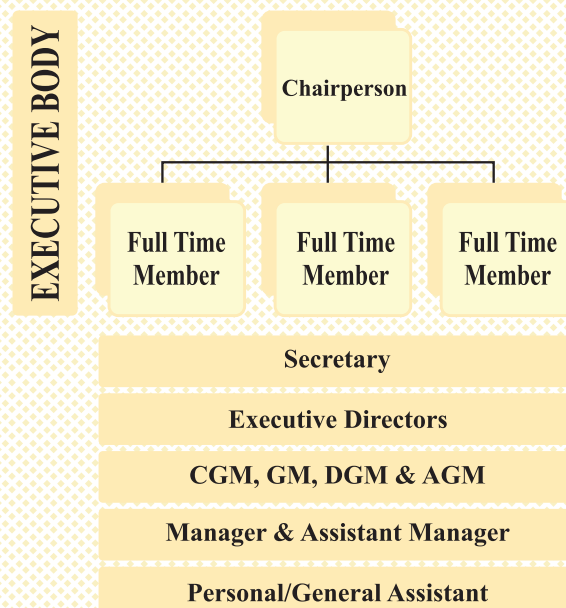 EXECUTIVE BODY
Chairperson
Full Time
Member
Full Time
Member
Full Time
Member
Secretary
Executive Directors
CGM, GM, DGM & AGM
Manager & Assistant Manager
Personal/General Assistant